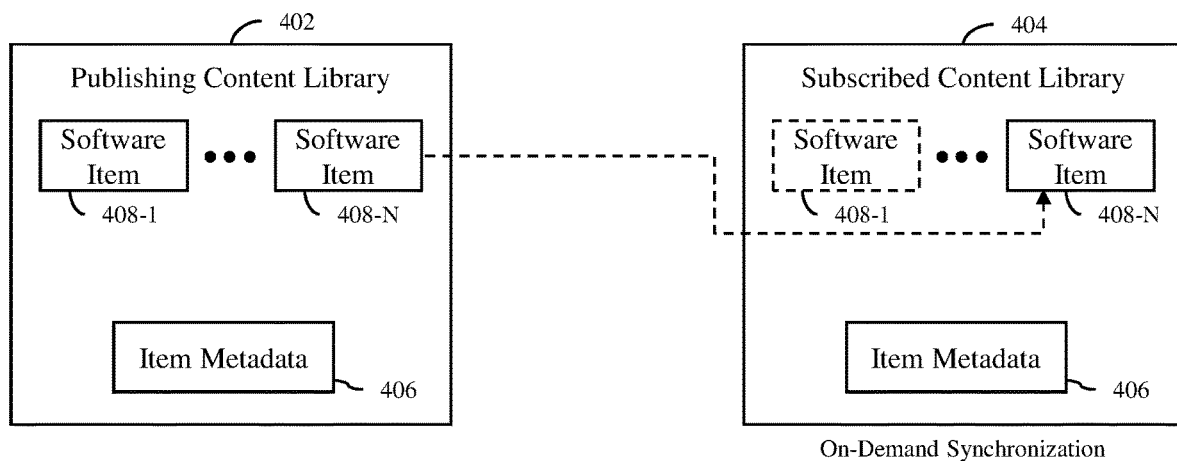 402
Publishing Content Library
Software
Item
408-1
Software
Item
408-N
Item Metadata
406
404
Subscribed Content Library
Software
Item
408-1
Software
Item
408-N
Item Metadata
406
On-Demand Synchronization